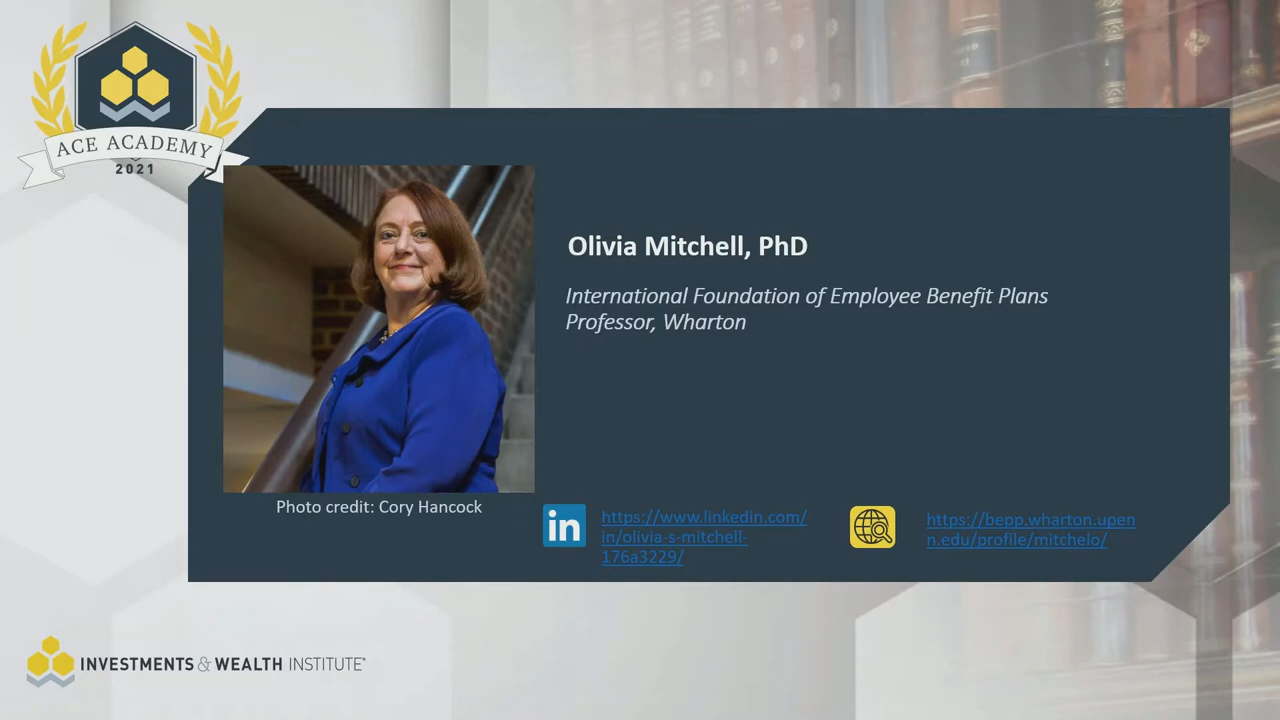 ACE ACADEMY
2021
Olivia Mitchell, PhD
International Foundation of Employee Benefit Plans
Professor, Wharton
Photo credit: Cory Hancock
in
https://www.linkedin.com/
in/olivia-s-mitchell-
176a3229/
https://bepp.wharton.upen
n.edu/profile/mitchelo/
INVESTMENTS & WEALTH INSTITUTE®